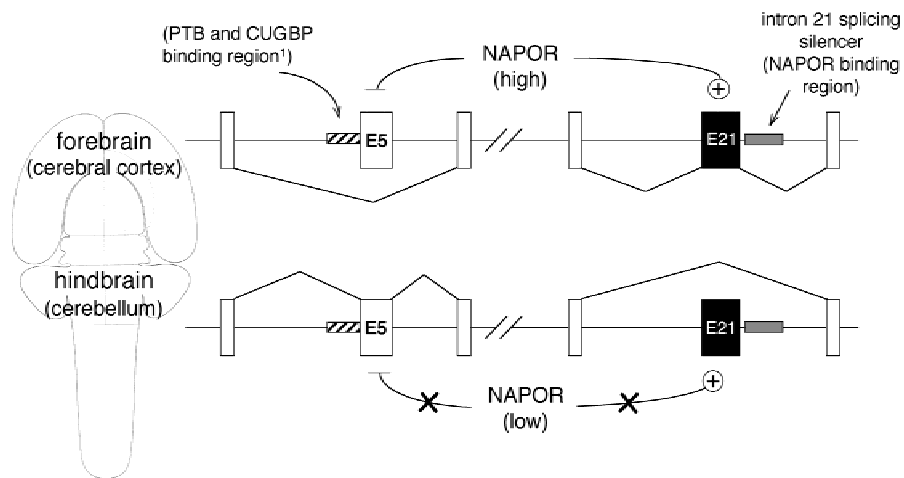 (PTB and CUGBP
binding region¹)
NAPOR
(high)
intron 21 splicing
silencer
(NAPOR binding
region)
+
forebrain
(cerebral cortex)
E5
E21
hindbrain
(cerebellum)
E5
E21
+
NAPOR
(low)